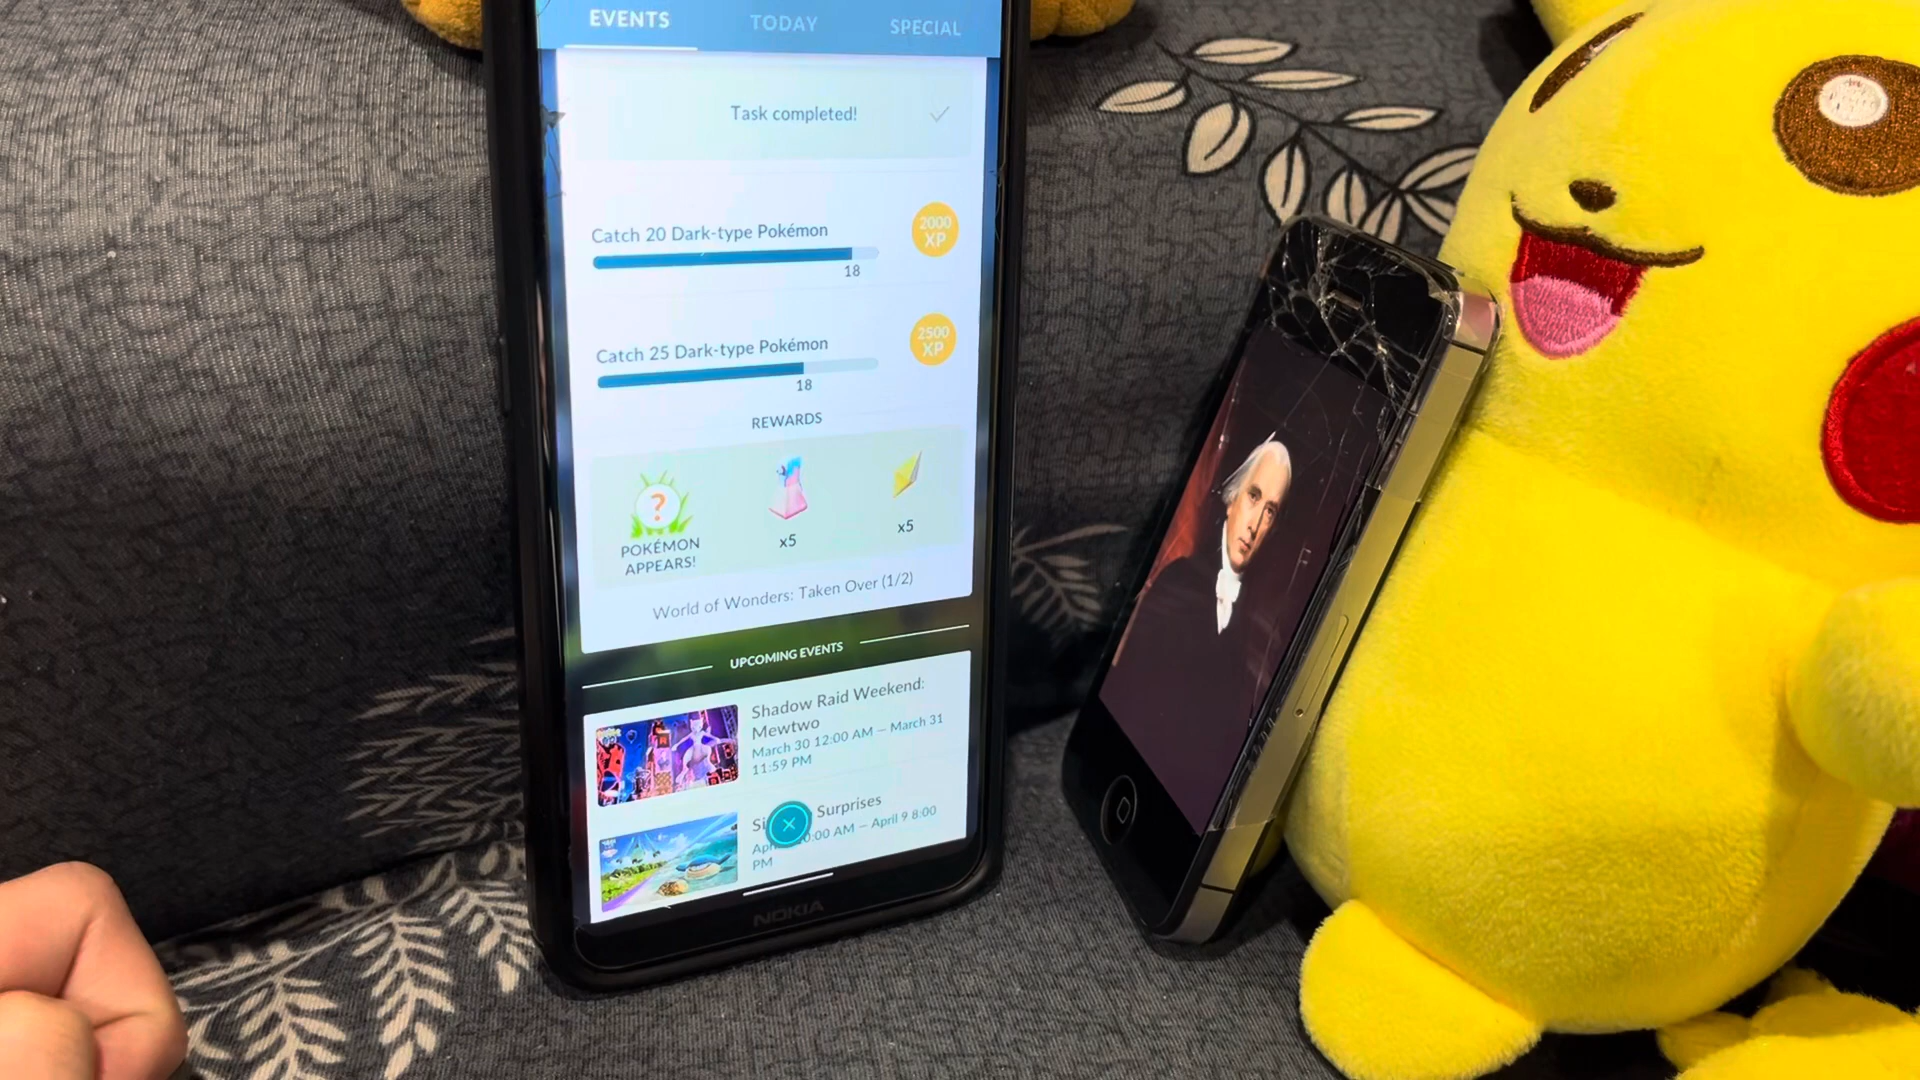 EVENTS TODAY SPECIAL
Task completed!
Catch 20 Dark-type Pokémon
2000
XP
18
Catch 25 Dark-type Pokémon
2500
XP
18
REWARDS
?
POKÉMON
APPEARS!
x5
x5
World of Wonders: Taken Over (1/2)
UPCOMING EVENTS
Shadow Raid Weekend:
Mewtwo
March 30 12:00 AM – March 31
11:59 PM
Surprises
:00 AM – April 9 8:00
PM
NOKIA